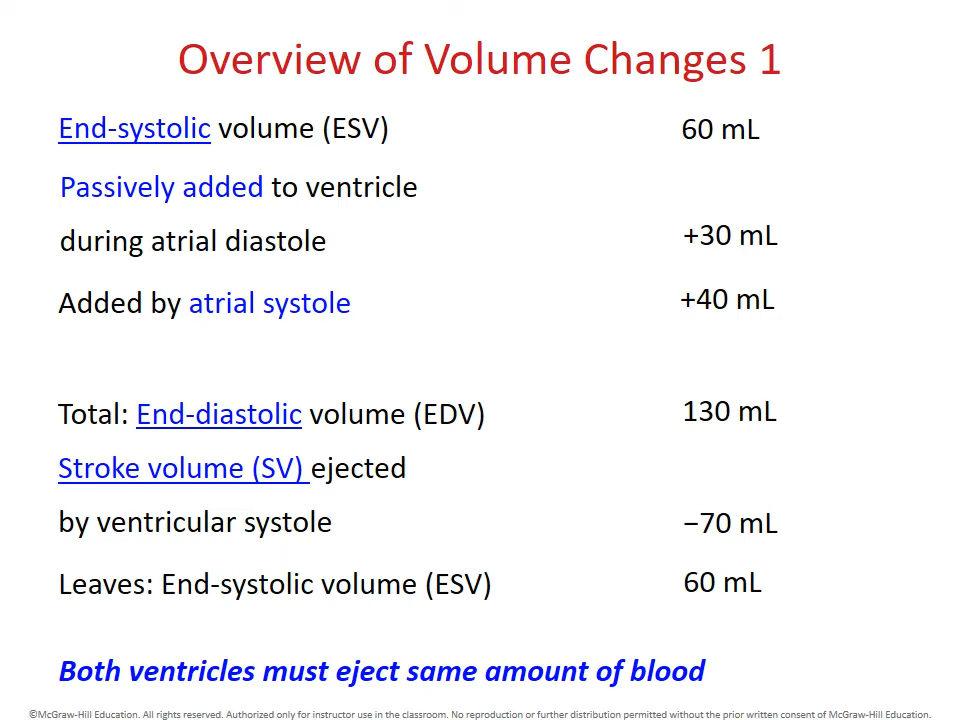 Overview of Volume Changes 1
End-systolic volume (ESV) 60 mL
Passively added to ventricle
during atrial diastole +30 mL
Added by atrial systole +40 mL
Total: End-diastolic volume (EDV) 130 mL
Stroke volume (SV) ejected
by ventricular systole −70 mL
Leaves: End-systolic volume (ESV) 60 mL
Both ventricles must eject same amount of blood
©McGraw-Hill Education. All rights reserved. Authorized only for instructor use in the classroom. No reproduction or further distribution permitted without the prior written consent of McGraw-Hill Education.